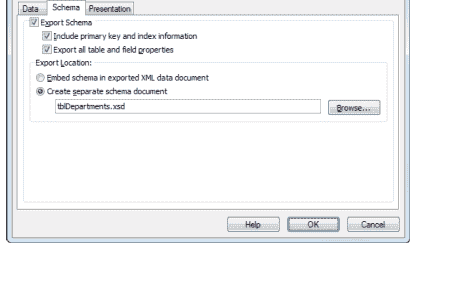 Data Schema Presentation
Export Schema
Include primary key and index information
Export all table and field properties
Export Location:
Embed schema in exported XML data document
Create separate schema document
tblDepartments.xsd Browse...
Help OK Cancel